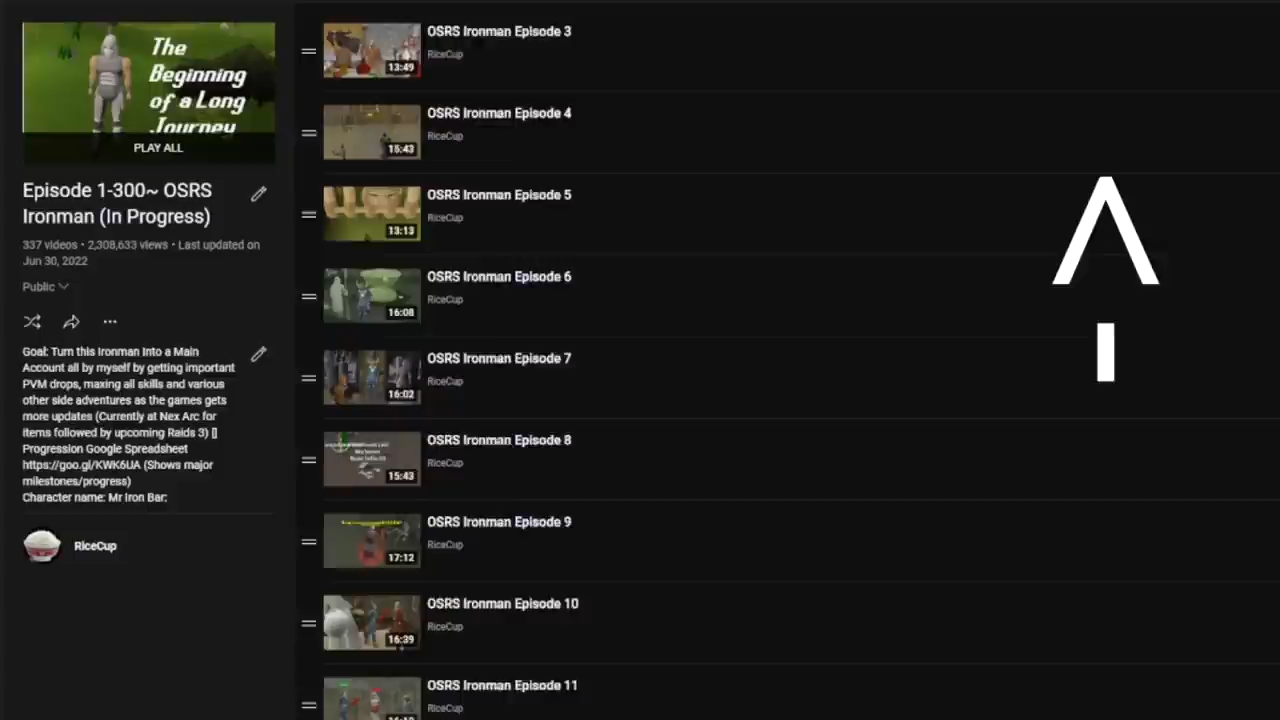 The
Beginning
of a Long
Journey
PLAY ALL
Episode 1-300~ OSRS
Ironman (In Progress)
337 videos • 2,308,633 views • Last updated on
Jun 30, 2022
Public
Goal: Turn this Ironman Into a Main
Account all by myself by getting important
PVM drops, maxing all skills and various
other side adventures as the games gets
more updates (Currently at Nex Arc for
items followed by upcoming Raids 3) []
Progression Google Spreadsheet
https://goo.gl/KWK6UA (Shows major
milestones/progress)
Character name: Mr Iron Bar:
RiceCup
OSRS Ironman Episode 3
RiceCup
13:49
OSRS Ironman Episode 4
RiceCup
15:43
OSRS Ironman Episode 5
RiceCup
13:13
OSRS Ironman Episode 6
RiceCup
16:08
OSRS Ironman Episode 7
RiceCup
16:02
OSRS Ironman Episode 8
RiceCup
15:43
OSRS Ironman Episode 9
RiceCup
17:12
OSRS Ironman Episode 10
RiceCup
16:39
OSRS Ironman Episode 11
RiceCup